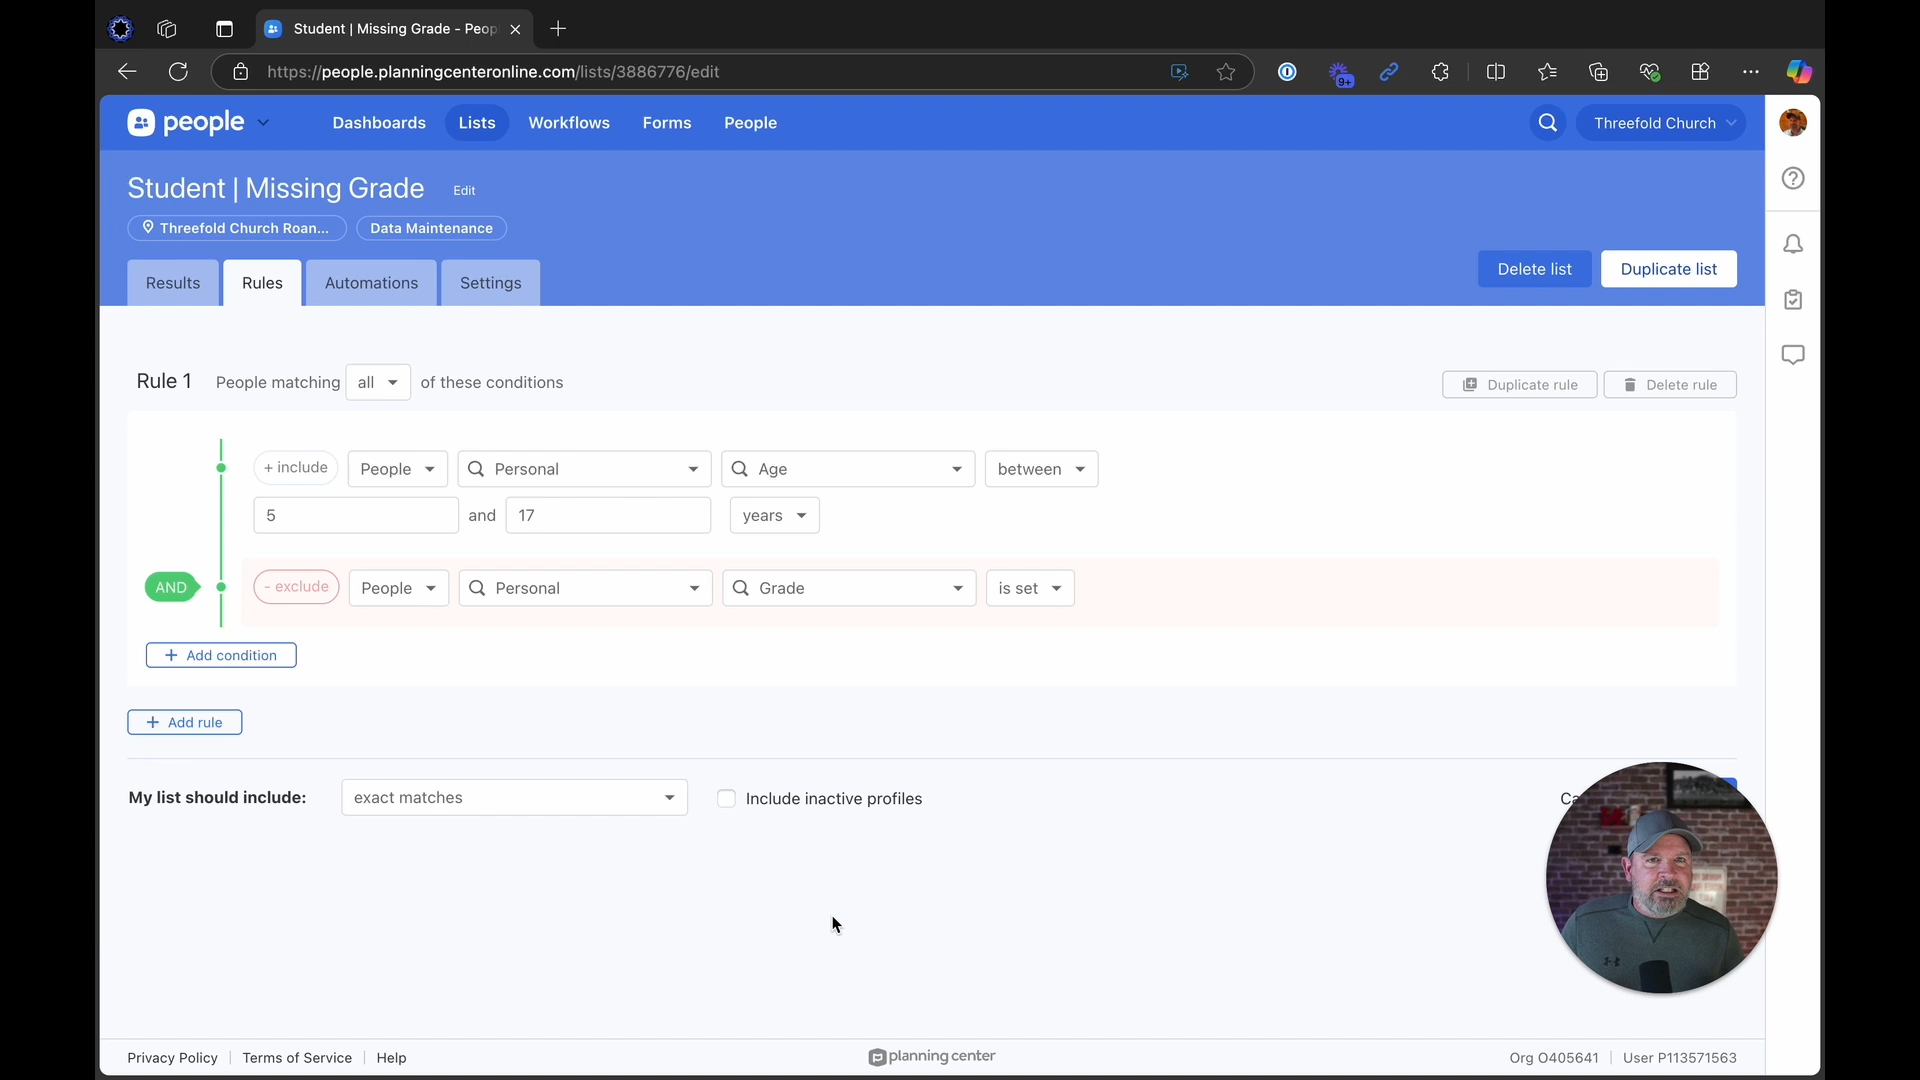 Student | Missing Grade - Peop
https://people.planningcenteronline.com/lists/3886776/edit
9+
people Dashboards Lists Workflows Forms People Threefold Church
Student | Missing Grade Edit
Threefold Church Roan... Data Maintenance
Results Rules Automations Settings Delete list Duplicate list
Rule 1 People matching all of these conditions Duplicate rule Delete rule
+ include People Personal Age between
5 and 17 years
AND - exclude People Personal Grade is set
+ Add condition
+ Add rule
My list should include: exact matches Include inactive profiles Ca
Privacy Policy Terms of Service Help planning center Org O405641 User P113571563